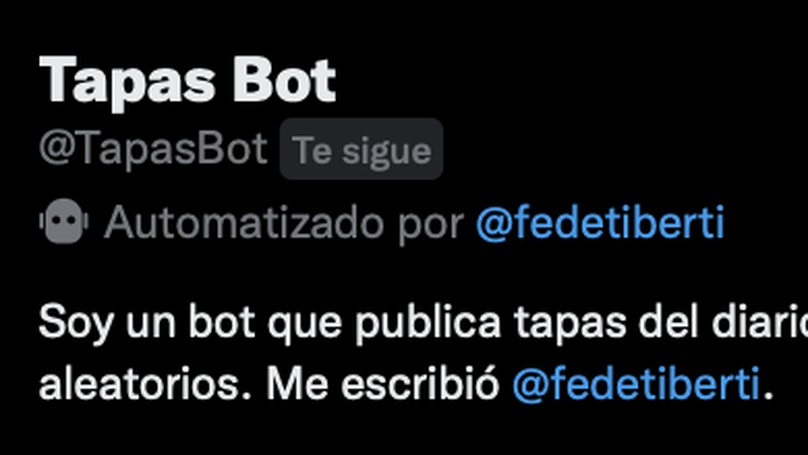 Tapas Bot
@TapasBot Te sigue
Automatizado por @fedetiberti
Soy un bot que publica tapas del
aleatorios. Me escribió @fedetiberti.